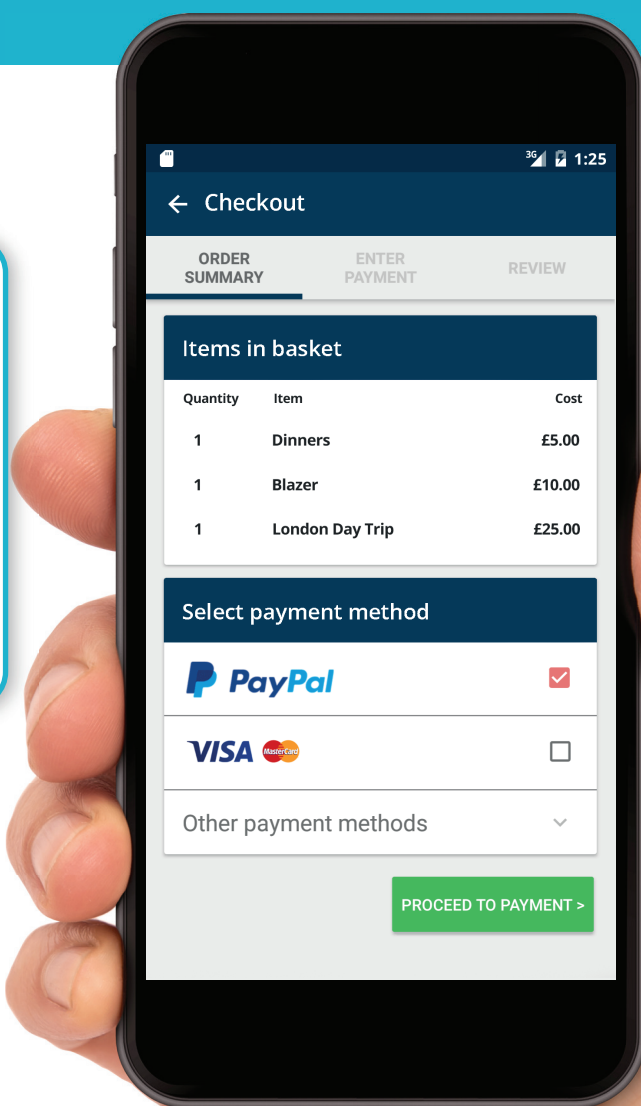 3G 1:25
← Checkout
ORDER SUMMARY
ENTER PAYMENT
REVIEW
Items in basket
Quantity Item Cost
1 Dinners £5.00
1 Blazer £10.00
1 London Day Trip £25.00
Select payment method
PayPal
VISA MasterCard
Other payment methods
PROCEED TO PAYMENT >